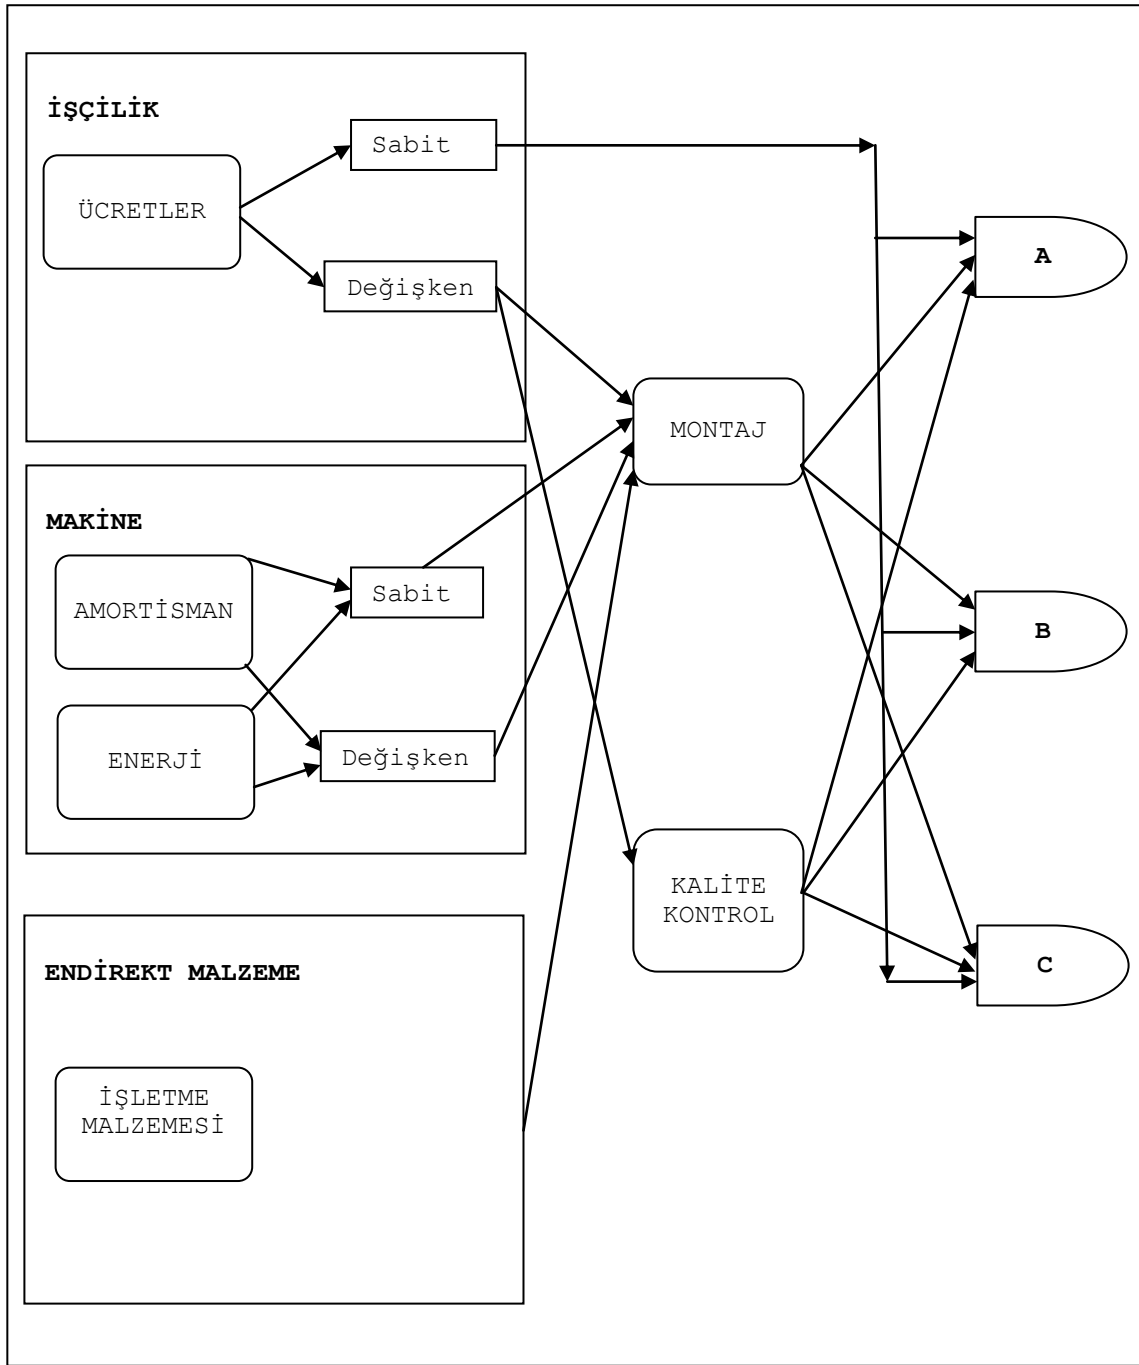 İŞÇİLİK
ÜCRETLER
Sabit
Değişken
MAKİNE
AMORTİSMAN
ENERJİ
Sabit
Değişken
ENDİREKT MALZEME
İŞLETME
MALZEMESİ
MONTAJ
KALİTE
KONTROL
A
B
C